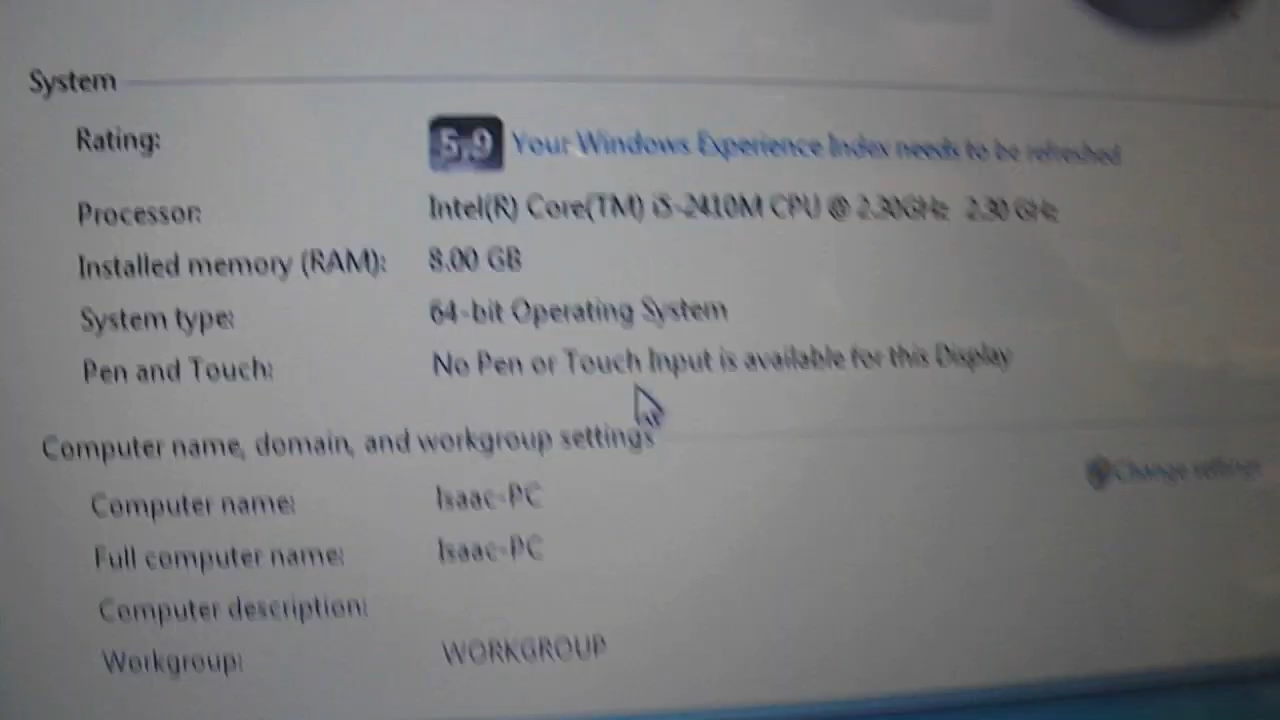 System
Rating: 5.9 Your Windows Experience Index needs to be refreshed
Processor: Intel(R) Core(TM) i5-2410M CPU @ 2.30GHz 2.30 GHz
Installed memory (RAM): 8.00 GB
System type: 64-bit Operating System
Pen and Touch: No Pen or Touch Input is available for this Display
Computer name, domain, and workgroup settings
Change settings
Computer name: Isaac-PC
Full computer name: Isaac-PC
Computer description:
Workgroup: WORKGROUP